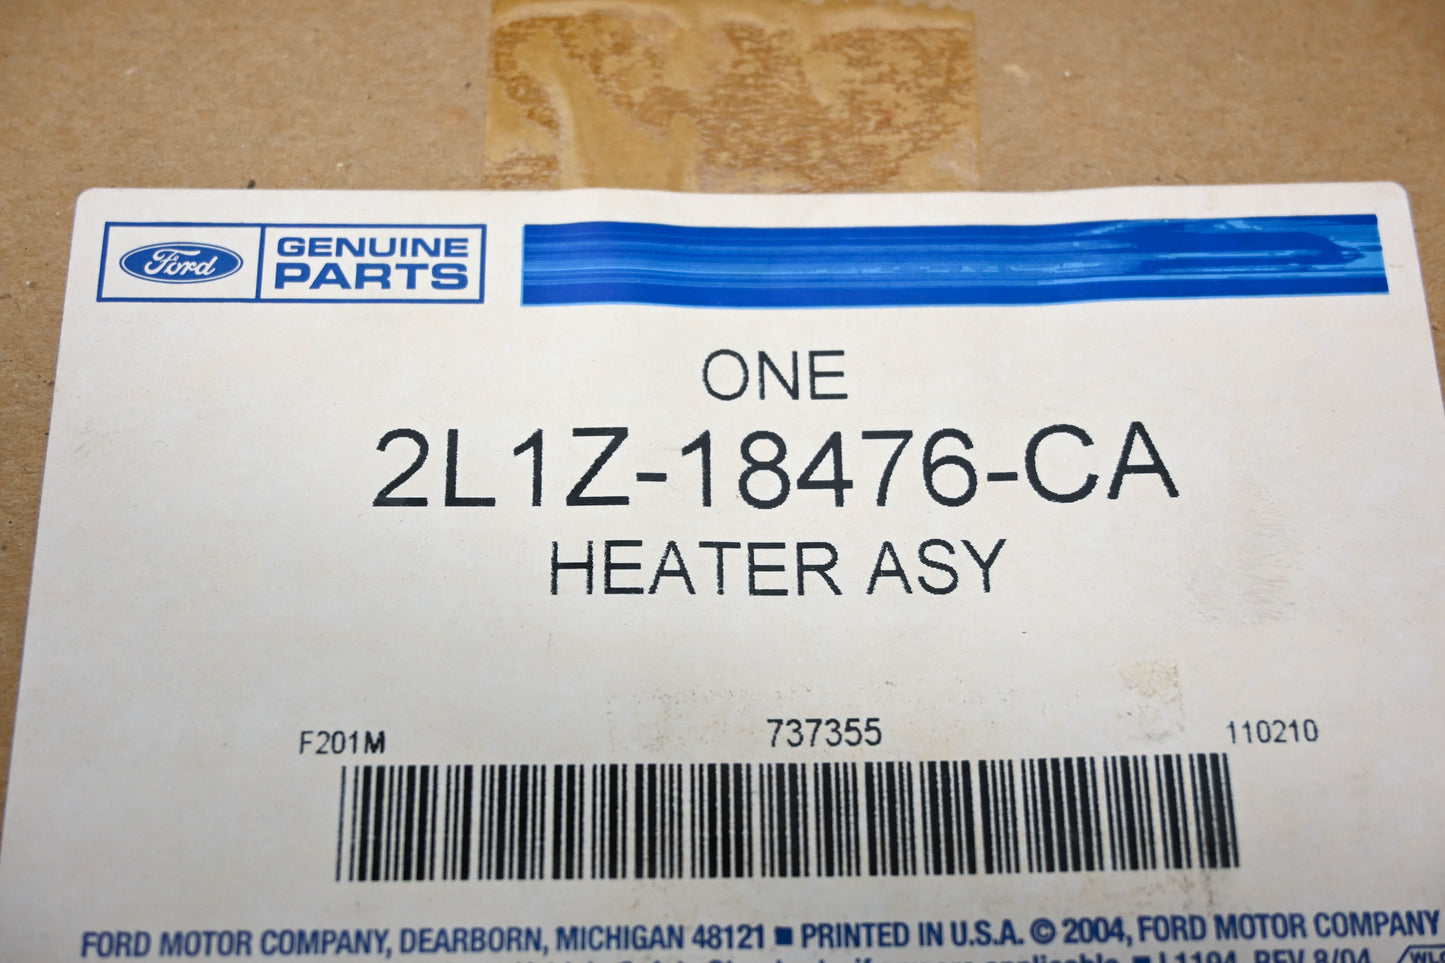 Ford GENUINE
PARTS
ONE
2L1Z-18476-CA
HEATER ASY
F201M 737355 110210
FORD MOTOR COMPANY, DEARBORN, MICHIGAN 48121 ■ PRINTED IN U.S.A. © 2004, FORD MOTOR COMPANY